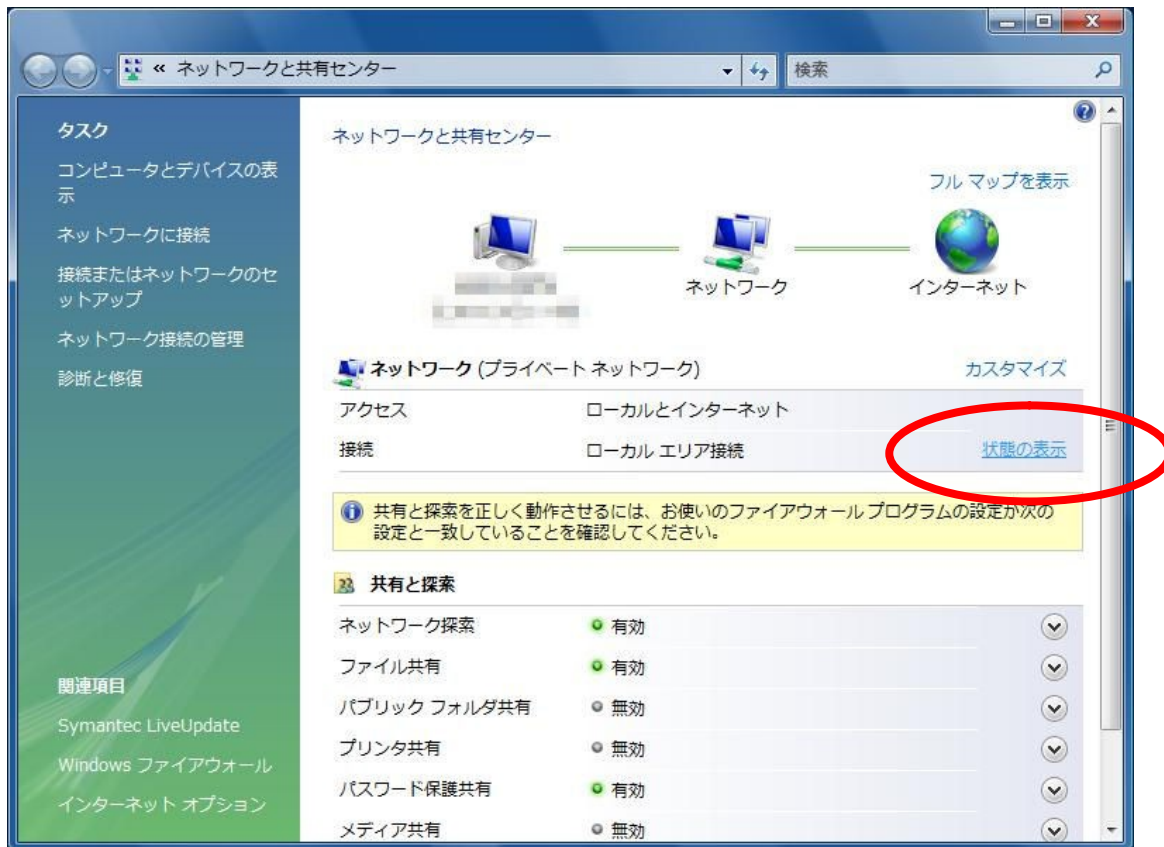 « ネットワークと共有センター
検索
タスク
コンピュータとデバイスの表
示
ネットワークに接続
接続またはネットワークのセ
ットアップ
ネットワーク接続の管理
診断と修復
関連項目
Symantec LiveUpdate
Windows ファイアウォール
インターネット オプション
ネットワークと共有センター
フル マップを表示
ネットワーク
インターネット
ネットワーク (プライベート ネットワーク)
カスタマイズ
アクセス ローカルとインターネット
接続 ローカル エリア接続 状態の表示
共有と探索を正しく動作させるには、お使いのファイアウォール プログラムの設定が次の
設定と一致していることを確認してください。
共有と探索
ネットワーク探索 有効
ファイル共有 有効
パブリック フォルダ共有 無効
プリンタ共有 無効
パスワード保護共有 有効
メディア共有 無効